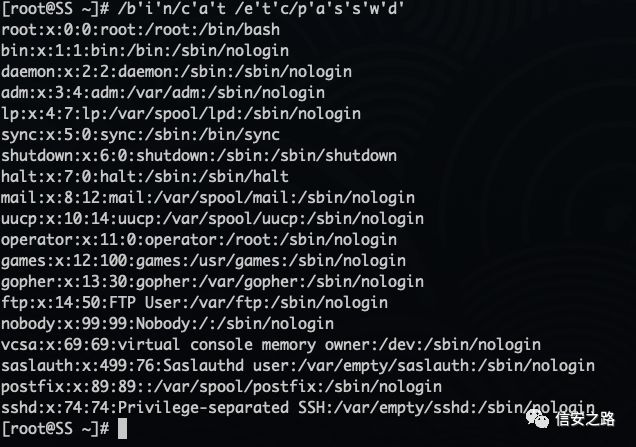 [root@SS ~]# /b'i'n/c'a't /e't'c/p'a's's'w'd'
root:x:0:0:root:/root:/bin/bash
bin:x:1:1:bin:/bin:/sbin/nologin
daemon:x:2:2:daemon:/sbin:/sbin/nologin
adm:x:3:4:adm:/var/adm:/sbin/nologin
lp:x:4:7:lp:/var/spool/lpd:/sbin/nologin
sync:x:5:0:sync:/sbin:/bin/sync
shutdown:x:6:0:shutdown:/sbin:/sbin/shutdown
halt:x:7:0:halt:/sbin:/sbin/halt
mail:x:8:12:mail:/var/spool/mail:/sbin/nologin
uucp:x:10:14:uucp:/var/spool/uucp:/sbin/nologin
operator:x:11:0:operator:/root:/sbin/nologin
games:x:12:100:games:/usr/games:/sbin/nologin
gopher:x:13:30:gopher:/var/gopher:/sbin/nologin
ftp:x:14:50:FTP User:/var/ftp:/sbin/nologin
nobody:x:99:99:Nobody:/:/sbin/nologin
vcsa:x:69:69:virtual console memory owner:/dev:/sbin/nologin
saslauth:x:499:76:Saslauthd user:/var/empty/saslauth:/sbin/nologin
postfix:x:89:89::/var/spool/postfix:/sbin/nologin
sshd:x:74:74:Privilege-separated SSH:/var/empty/sshd:/sbin/nologin
[root@SS ~]#
信安之路